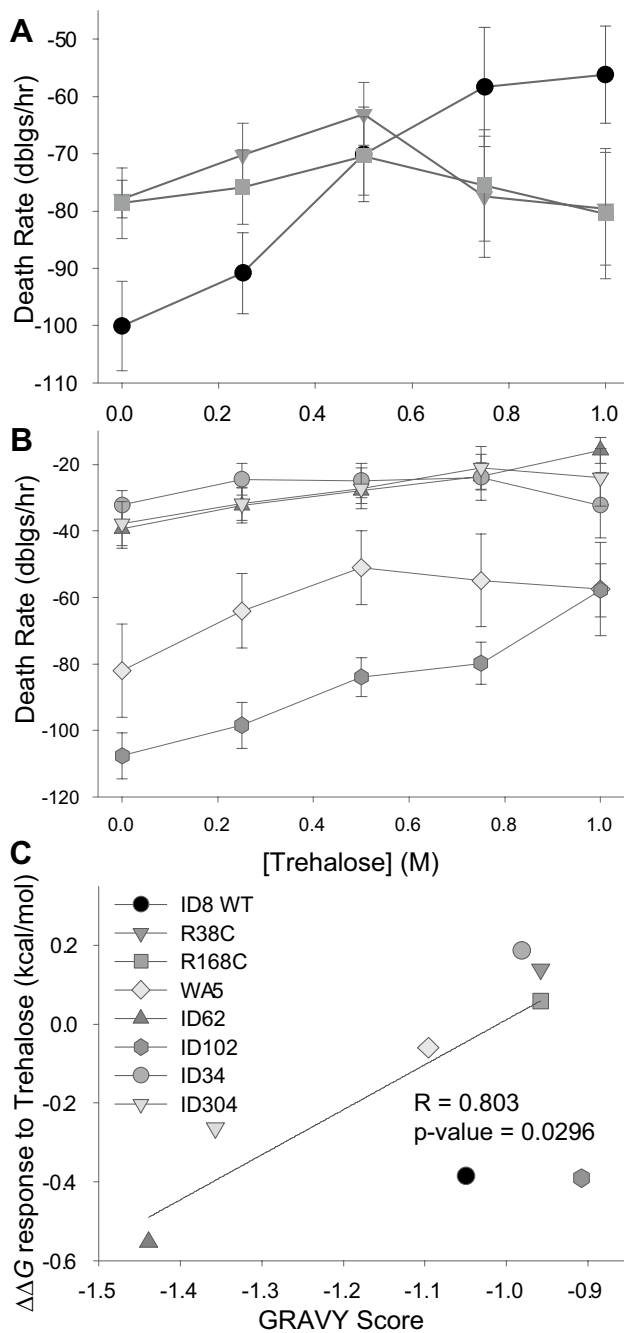 A
Death Rate (dblgs/hr)
-50
-60
-70
-80
-90
-100
-110
0.0 0.2 0.4 0.6 0.8 1.0
B
Death Rate (dblgs/hr)
-20
-40
-60
-80
-100
-120
0.0 0.2 0.4 0.6 0.8 1.0
[Trehalose] (M)
C
ΔΔG response to Trehalose (kcal/mol)
0.2
0.0
-0.2
-0.4
-0.6
ID8 WT
R38C
R168C
WA5
ID62
ID102
ID34
ID304
R = 0.803
p-value = 0.0296
-1.5 -1.4 -1.3 -1.2 -1.1 -1.0 -0.9
GRAVY Score